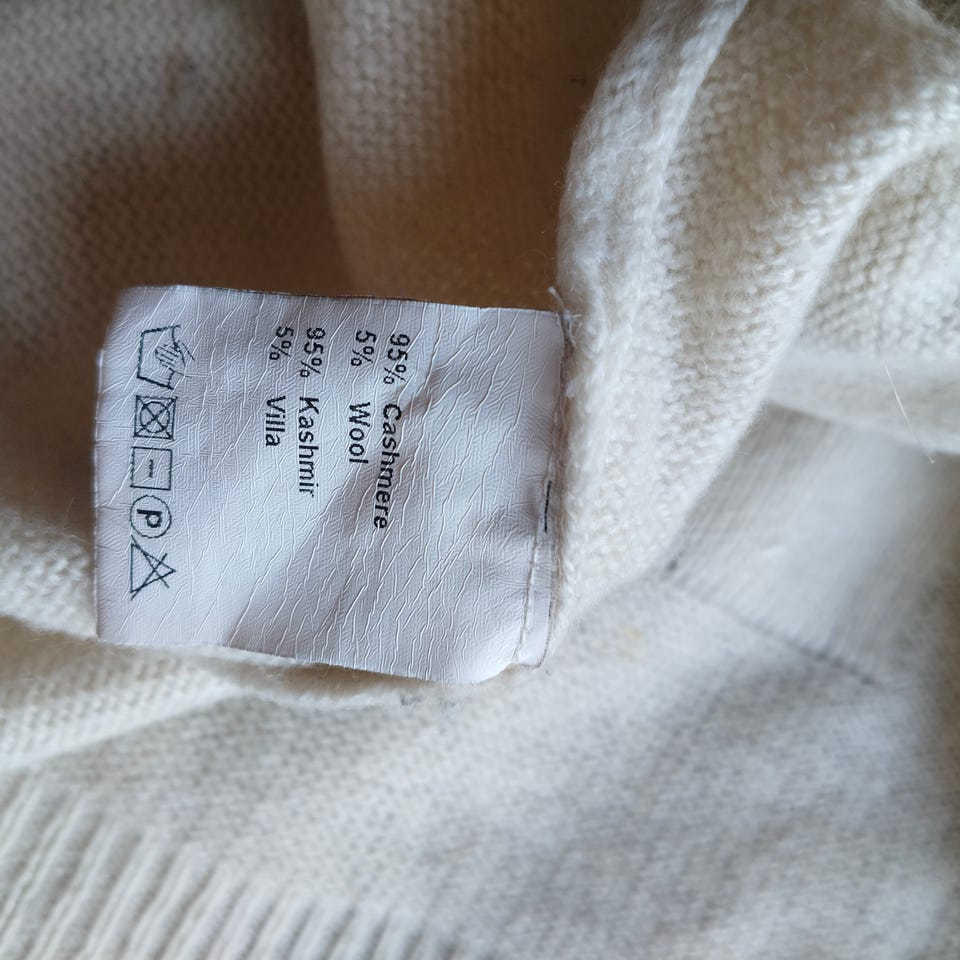 95% Cashmere
5% Wool
95% Kashmir
5% Villa
P